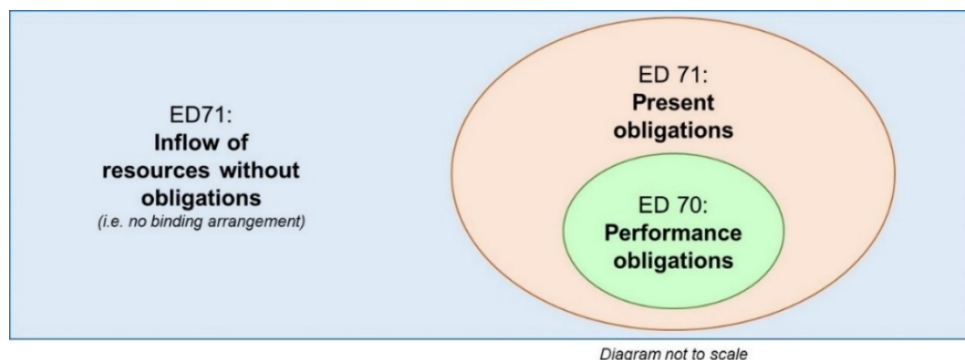 ED71:
Inflow of
resources without
obligations
(i.e. no binding arrangement)
ED 71:
Present
obligations
ED 70:
Performance
obligations
Diagram not to scale